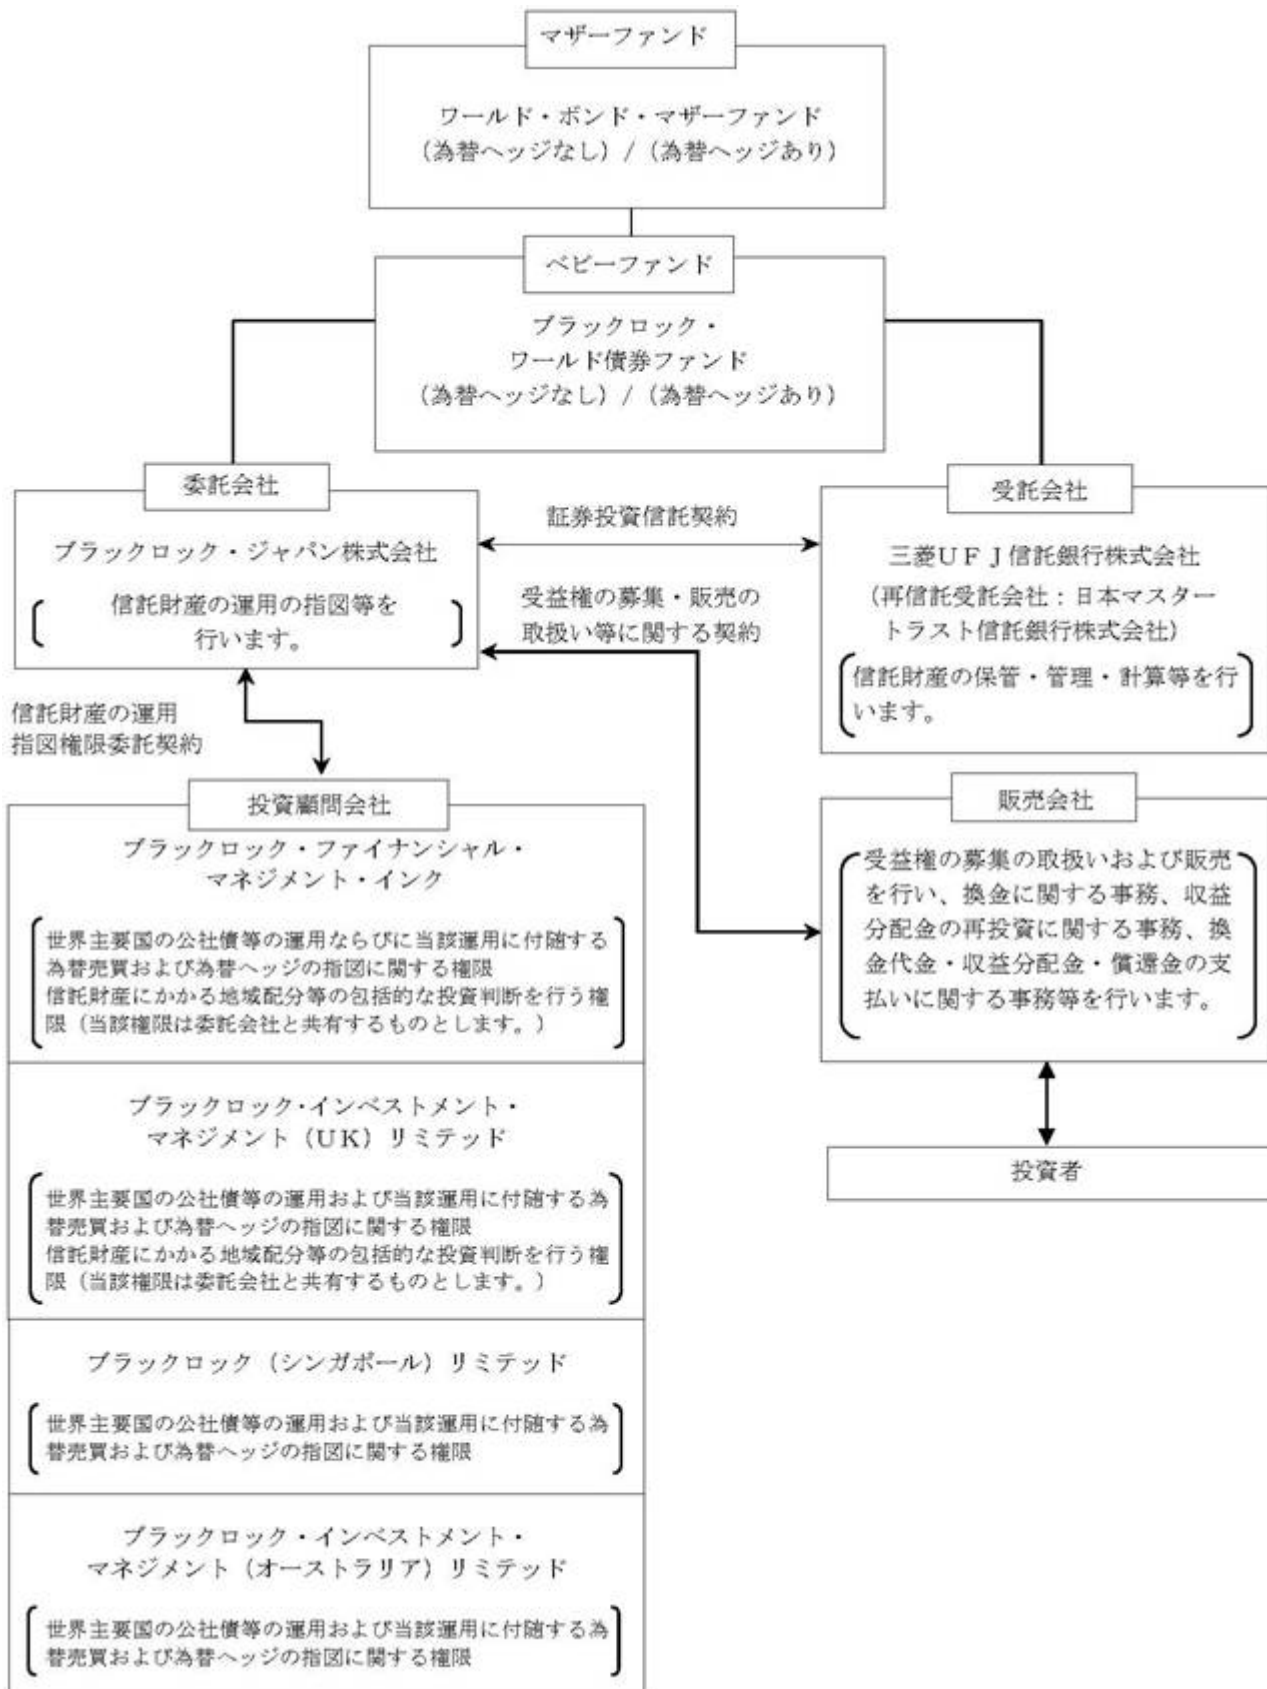 マザーファンド
ワールド・ボンド・マザーファンド
（為替ヘッジなし）/（為替ヘッジあり）
ベビーファンド
ブラックロック・
ワールド債券ファンド
（為替ヘッジなし）/（為替ヘッジあり）
委託会社
ブラックロック・ジャパン株式会社
信託財産の運用の指図等を
行います。
証券投資信託契約
受益権の募集・販売の
取扱い等に関する契約
受託会社
三菱ＵＦＪ信託銀行株式会社
（再信託受託会社：日本マスター
トラスト信託銀行株式会社）
信託財産の保管・管理・計算等を行
います。
信託財産の運用
指図権限委託契約
投資顧問会社
ブラックロック・ファイナンシャル・
マネジメント・インク
世界主要国の公社債等の運用ならびに当該運用に付随する
為替売買および為替ヘッジの指図に関する権限
信託財産にかかる地域配分等の包括的な投資判断を行う権
限（当該権限は委託会社と共有するものとします。）
ブラックロック・インベストメント・
マネジメント（ＵＫ）リミテッド
世界主要国の公社債等の運用および当該運用に付随する為
替売買および為替ヘッジの指図に関する権限
信託財産にかかる地域配分等の包括的な投資判断を行う権
限（当該権限は委託会社と共有するものとします。）
ブラックロック（シンガポール）リミテッド
世界主要国の公社債等の運用および当該運用に付随する為
替売買および為替ヘッジの指図に関する権限
ブラックロック・インベストメント・
マネジメント（オーストラリア）リミテッド
世界主要国の公社債等の運用および当該運用に付随する為
替売買および為替ヘッジの指図に関する権限
販売会社
受益権の募集の取扱いおよび販売
を行い、換金に関する事務、収益
分配金の再投資に関する事務、換
金代金・収益分配金・償還金の支
払いに関する事務等を行います。
投資者